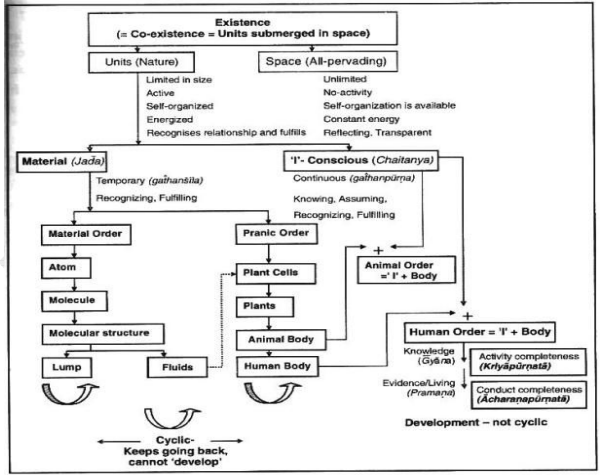 Existence
(= Co-existence = Units submerged in space)
Units (Nature)
Space (All-pervading)
Limited in size
Active
Self-organized
Energized
Recognises relationship and fulfills
Unlimited
No-activity
Self-organization is available
Constant energy
Reflecting, Transparent
Material (Jaḍa)
'I'- Conscious (Chaitanya)
Temporary (gaṭhanśīla)
Recognizing, Fulfilling
Continuous (gaṭhanpūrṇa)
Knowing, Assuming,
Recognizing, Fulfilling
Material Order
Pranic Order
+
Animal Order
=' I' + Body
Atom
Plant Cells
Molecule
Plants
+
Molecular structure
Animal Body
Human Order = 'I' + Body
Lump
Fluids
Human Body
Knowledge
(Gyāna)
Activity completeness
(Kriyāpūrṇatā)
Evidence/Living
(Pramaṇa)
Conduct completeness
(Ācharaṇapūrṇatā)
Development – not cyclic
Cyclic-
Keeps going back,
cannot 'develop'